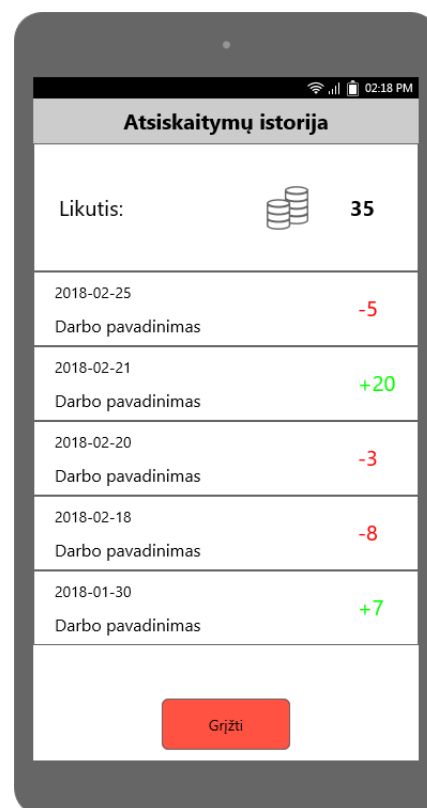 02:18 PM
Atsiskaitymų istorija
Likutis: 35
2018-02-25
Darbo pavadinimas
-5
2018-02-21
Darbo pavadinimas
+20
2018-02-20
Darbo pavadinimas
-3
2018-02-18
Darbo pavadinimas
-8
2018-01-30
Darbo pavadinimas
+7
Grįžti